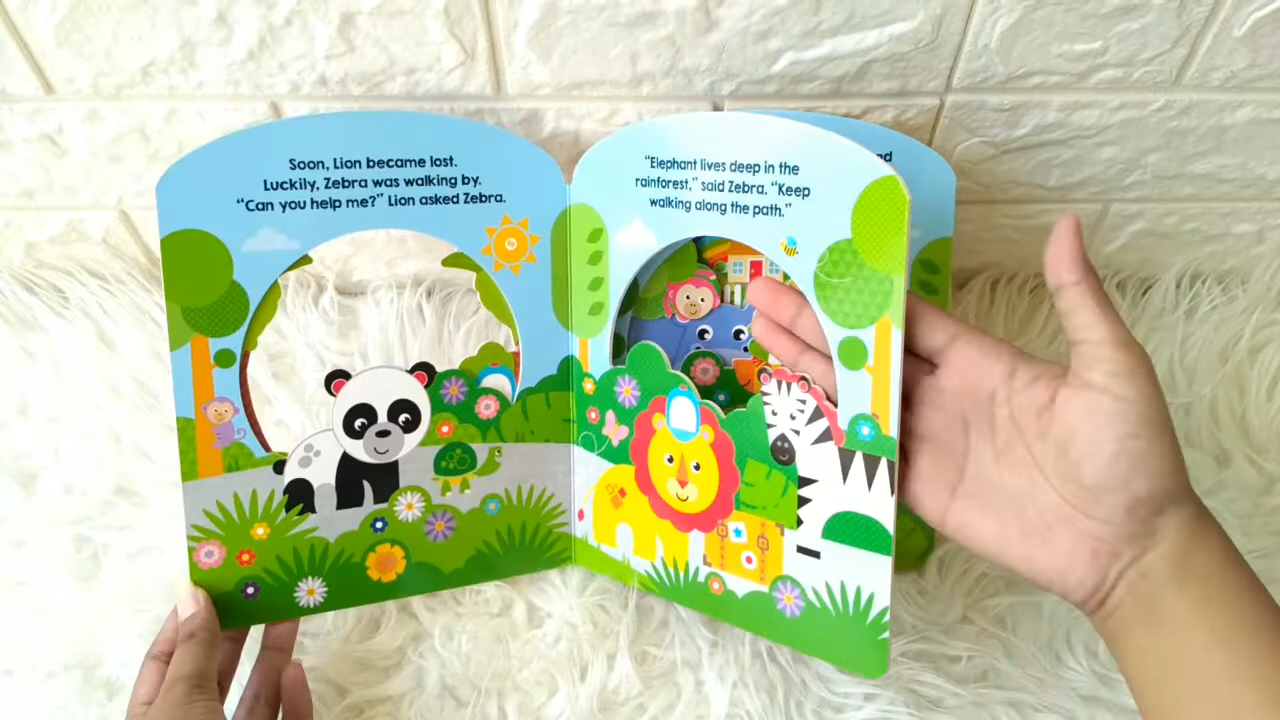 Soon, Lion became lost.
Luckily, Zebra was walking by.
“Can you help me?” Lion asked Zebra.
“Elephant lives deep in the
rainforest,” said Zebra. “Keep
walking along the path.”